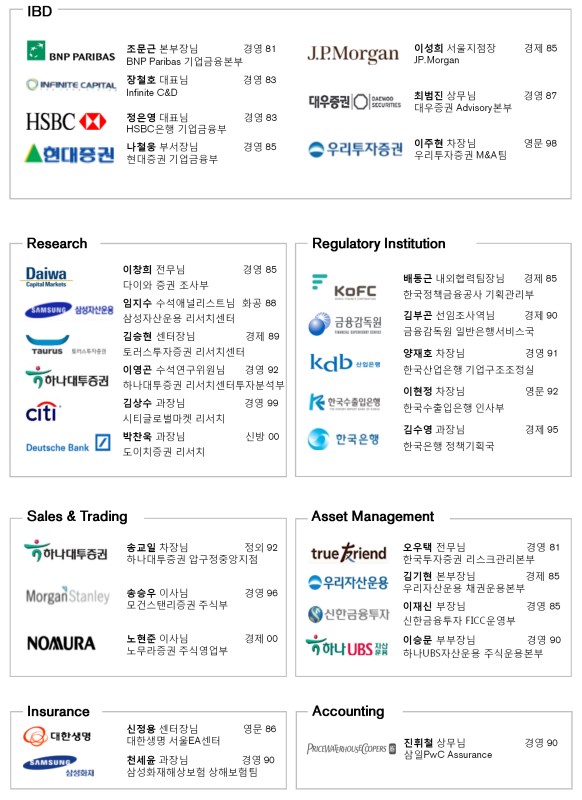 IBD
BNP PARIBAS
조문근 본부장님 경영 81
BNP Paribas 기업금융본부
INFINITE CAPITAL
장철호 대표님 경영 83
Infinite C&D
HSBC
정은영 대표님 경영 83
HSBC은행 기업금융부
현대증권
나철웅 부서장님 경영 85
현대증권 기업금융부
J.P.Morgan
이성희 서울지점장 경제 85
JP.Morgan
대우증권 DAEWOO SECURITIES
최범진 상무님 경영 87
대우증권 Advisory본부
우리투자증권
이주현 차장님 영문 98
우리투자증권 M&A팀
Research
Daiwa
Capital Markets
이창희 전무님 경영 85
다이와 증권 조사부
SAMSUNG 삼성자산운용
임지수 수석애널리스트님 화공 88
삼성자산운용 리서치센터
Taurus 토러스투자증권
김승현 센터장님 경제 89
토러스투자증권 리서치센터
하나대투증권
이영곤 수석연구위원님 경영 92
하나대투증권 리서치센터투자분석부
citi
김상수 과장님 경영 99
시티글로벌마켓 리서치
Deutsche Bank
박찬욱 과장님 신방 00
도이치증권 리서치
Regulatory Institution
KoFC
배동근 내외협력팀장님 경제 85
한국정책금융공사 기획관리부
금융감독원
김부곤 선임조사역님 경제 90
금융감독원 일반은행서비스국
kdb 산업은행
양재호 차장님 경영 91
한국산업은행 기업구조조정실
한국수출입은행
이현정 차장님 영문 92
한국수출입은행 인사부
한국은행
김수영 과장님 경제 95
한국은행 정책기획국
Sales & Trading
하나대투증권
송교일 차장님 정외 92
하나대투증권 압구정중앙지점
Morgan Stanley
송승우 이사님 경영 96
모건스탠리증권 주식부
NOMURA
노현준 이사님 경제 00
노무라증권 주식영업부
Asset Management
true friend
오우택 전무님 경영 81
한국투자증권 리스크관리본부
우리자산운용
김기현 본부장님 경제 85
우리자산운용 채권운용본부
신한금융투자
이재신 부장님 경영 85
신한금융투자 FICC운영부
하나UBS 자산운용
이승문 부부장님 경영 90
하나UBS자산운용 주식운용본부
Insurance
대한생명
신정용 센터장님 영문 86
대한생명 서울EA센터
SAMSUNG 삼성화재
천세윤 과장님 경영 90
삼성화재해상보험 상해보험팀
Accounting
PRICEWATERHOUSECOOPERS
진휘철 상무님 경영 90
삼일PwC Assurance